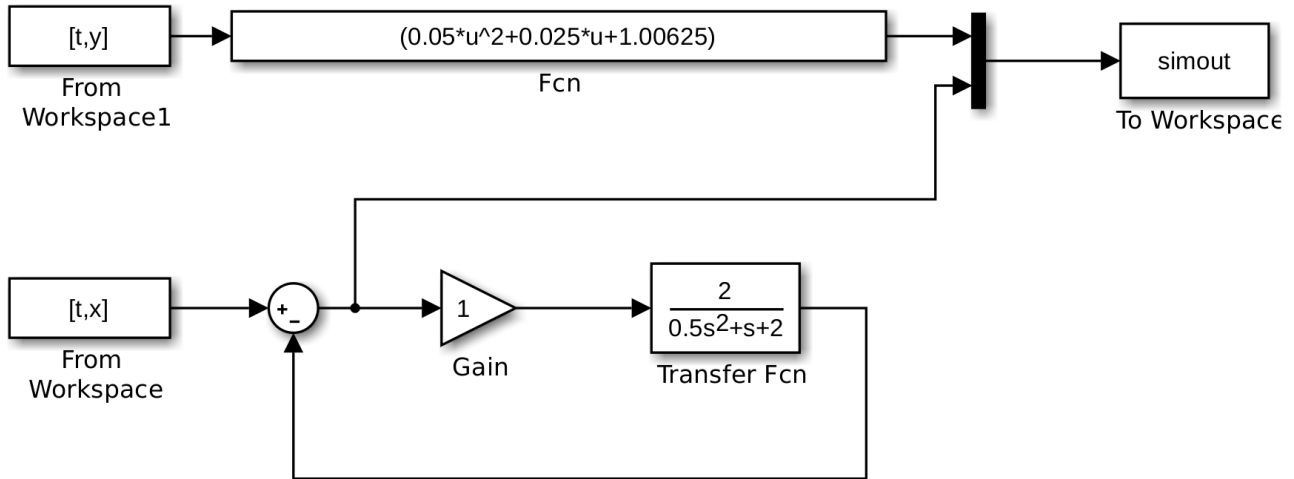 [t,y]
From
Workspace1
(0.05*u^2+0.025*u+1.00625)
Fcn
simout
To Workspace
[t,x]
From
Workspace
+
−
1
Gain
2
0.5s²+s+2
Transfer Fcn